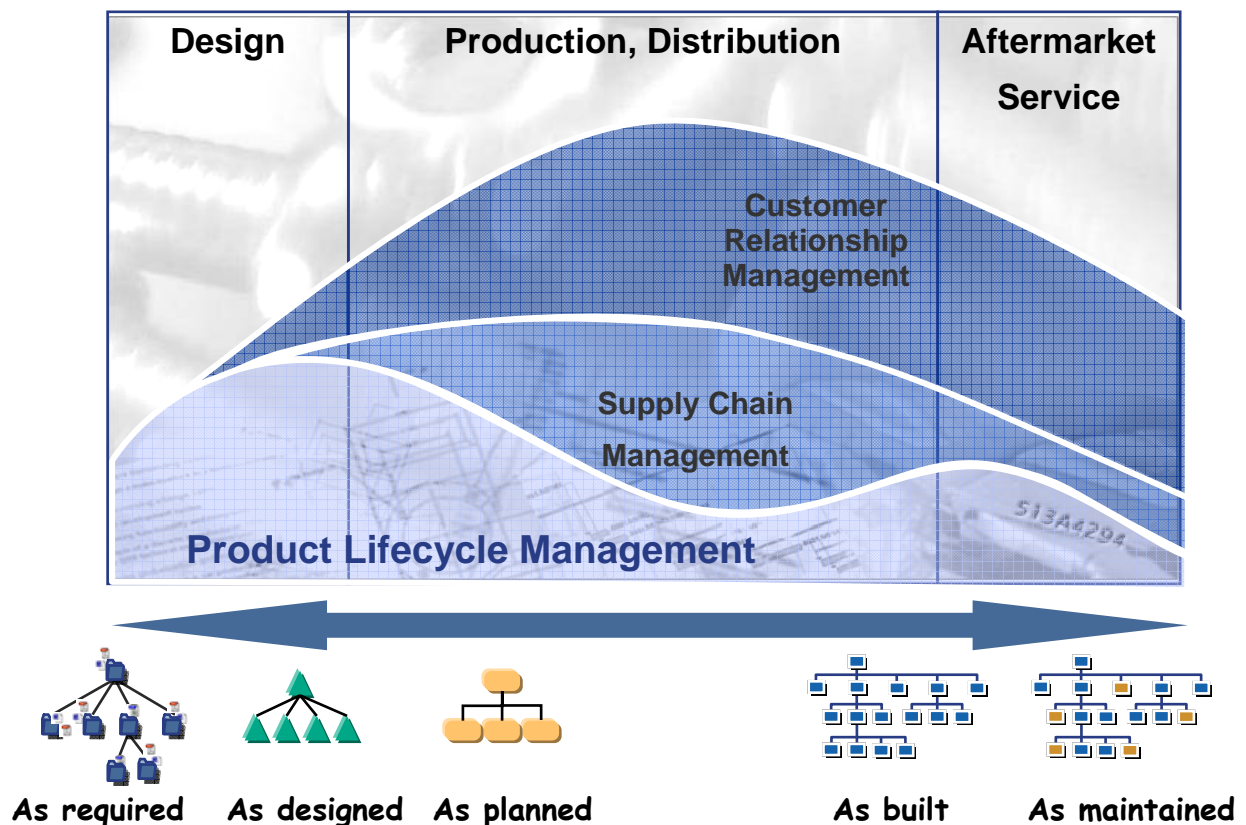 Design
Production, Distribution
Aftermarket
Service
Customer
Relationship
Management
Supply Chain
Management
513A4294
Product Lifecycle Management
As required
As designed
As planned
As built
As maintained